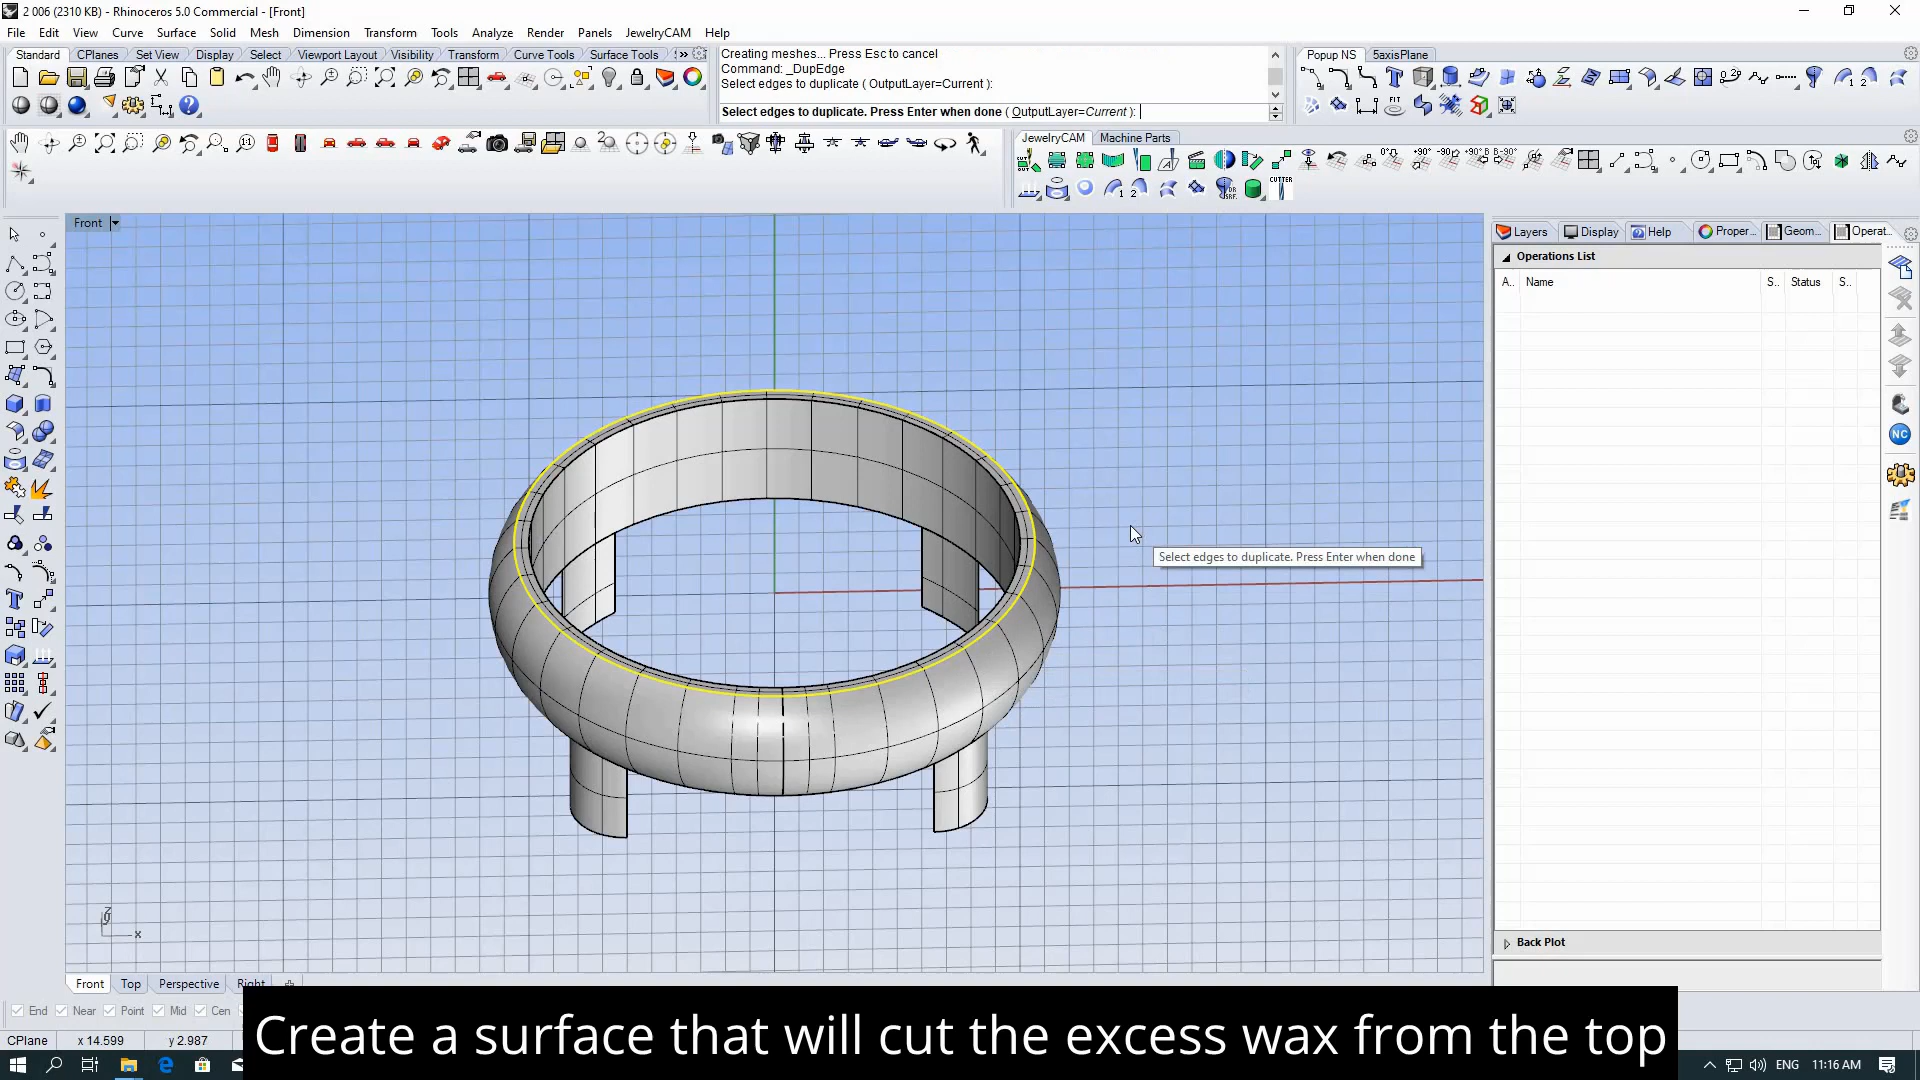 2 006 (2310 KB) - Rhinoceros 5.0 Commercial - [Front]
File Edit View Curve Surface Solid Mesh Dimension Transform Tools Analyze Render Panels JewelryCAM Help
Standard CPlanes Set View Display Select Viewport Layout Visibility Transform Curve Tools Surface Tools »
Creating meshes... Press Esc to cancel
Command: _DupEdge
Select edges to duplicate ( OutputLayer=Current ):
Select edges to duplicate. Press Enter when done ( OutputLayer=Current ):
Popup NS 5axisPlane
JewelryCAM Machine Parts
CUTTER
Front
Layers Display Help Proper... Geom... Operat...
Operations List
A.. Name S.. Status S..
NC
Select edges to duplicate. Press Enter when done
Back Plot
z
x
Front Top Perspective Right
End Near Point Mid Cen
CPlane x 14.599 y 2.987
Create a surface that will cut the excess wax from the top
ENG 11:16 AM